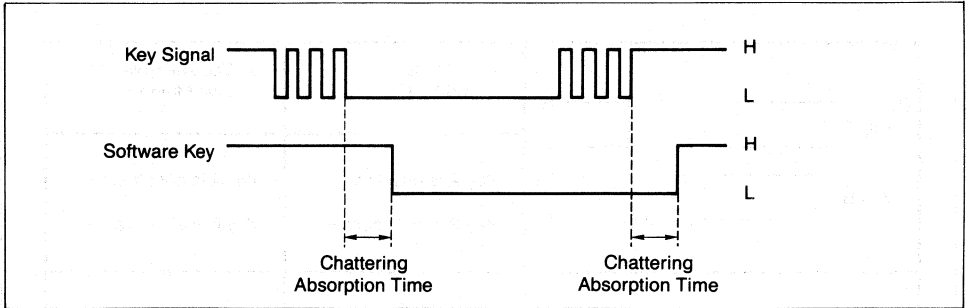 Key Signal
H
L
Software Key
H
L
Chattering
Absorption Time
Chattering
Absorption Time